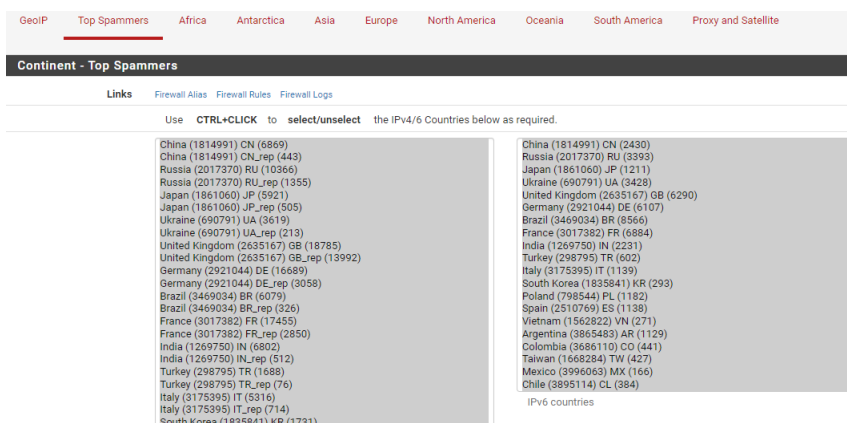 GeoIP Top Spammers Africa Antarctica Asia Europe North America Oceania South America Proxy and Satellite
Continent - Top Spammers
Links Firewall Alias Firewall Rules Firewall Logs
Use CTRL+CLICK to select/unselect the IPv4/6 Countries below as required.
China (1814991) CN (6869)
China (1814991) CN_rep (443)
Russia (2017370) RU (10366)
Russia (2017370) RU_rep (1355)
Japan (1861060) JP (5921)
Japan (1861060) JP_rep (505)
Ukraine (690791) UA (3619)
Ukraine (690791) UA_rep (213)
United Kingdom (2635167) GB (18785)
United Kingdom (2635167) GB_rep (13992)
Germany (2921044) DE (16689)
Germany (2921044) DE_rep (3058)
Brazil (3469034) BR (6079)
Brazil (3469034) BR_rep (326)
France (3017382) FR (17455)
France (3017382) FR_rep (2850)
India (1269750) IN (6802)
India (1269750) IN_rep (512)
Turkey (298795) TR (1688)
Turkey (298795) TR_rep (76)
Italy (3175395) IT (5316)
Italy (3175395) IT_rep (714)
South Korea (1835841) KR (1731)
China (1814991) CN (2430)
Russia (2017370) RU (3393)
Japan (1861060) JP (1211)
Ukraine (690791) UA (3428)
United Kingdom (2635167) GB (6290)
Germany (2921044) DE (6107)
Brazil (3469034) BR (8566)
France (3017382) FR (6884)
India (1269750) IN (2231)
Turkey (298795) TR (602)
Italy (3175395) IT (1139)
South Korea (1835841) KR (293)
Poland (798544) PL (1182)
Spain (2510769) ES (1138)
Vietnam (1562822) VN (271)
Argentina (3865483) AR (1129)
Colombia (3686110) CO (441)
Taiwan (1668284) TW (427)
Mexico (3996063) MX (166)
Chile (3895114) CL (384)
IPv6 countries